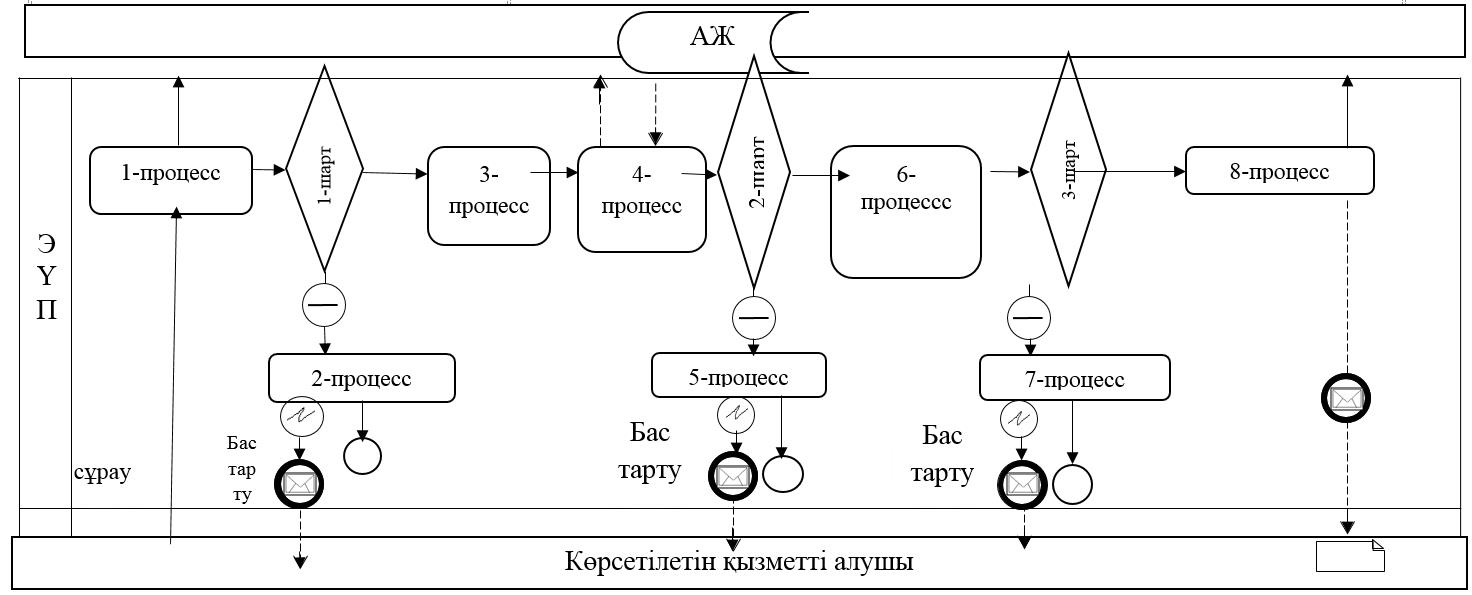 АЖ
1-процесс
1-шарт
3-
процесс
4-
процесс
2-шарт
6-
процессс
3-шарт
8-процесс
Э
Ү
П
2-процесс
5-процесс
7-процесс
Бас
тар
ту
Бас
тарту
Бас
тарту
сұрау
Көрсетілетін қызметті алушы